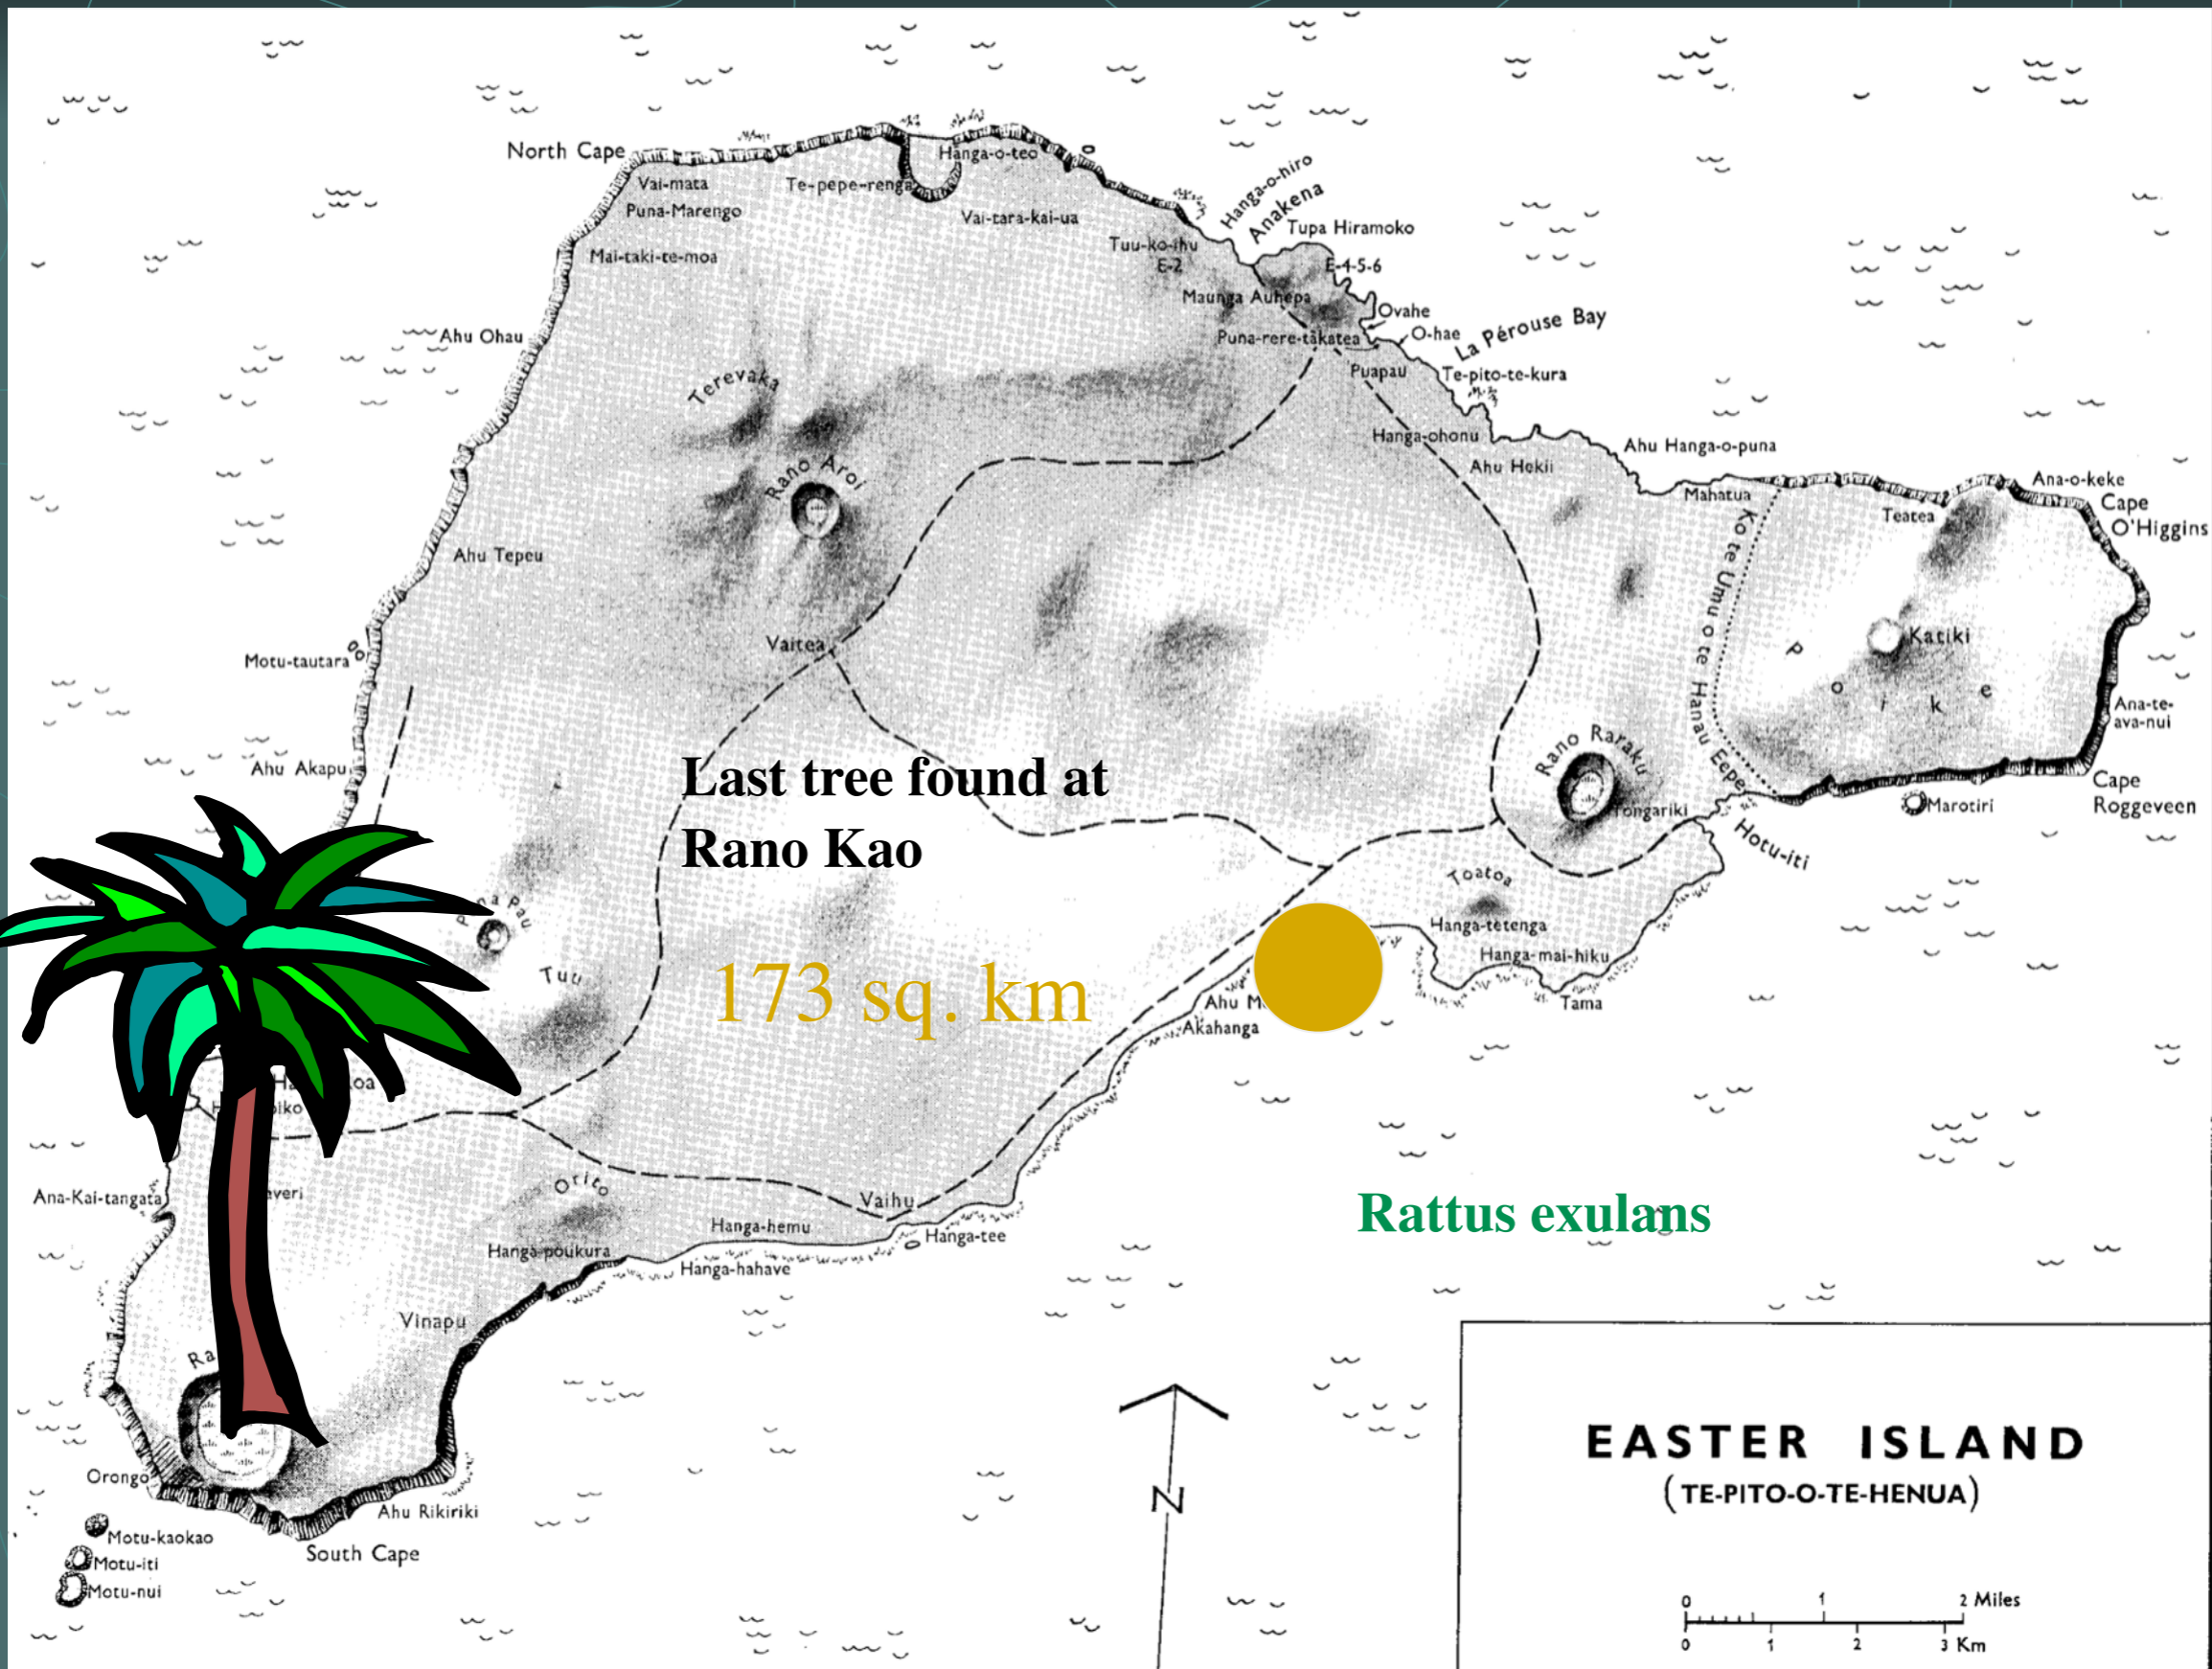 North Cape
Hanga-o-teo
Vai-mata
Te-pepe-renga
Puna-Marengo
Vai-tara-kai-ua
Mai-taki-te-moa
Hanga-o-hiro
Anakena
Tupa Hiramoko
Tuu-ko-ihu
E-2
E-4-5-6
Maunga Auhepa
Ovahe
Puna-rere-takatea
O-hae
La Pérouse Bay
Ahu Ohau
Terevaka
Puapau
Te-pito-te-kura
Hanga-ohonu
Ahu Hekii
Ahu Hanga-o-puna
Rano Aroi
Mahatua
Ana-o-keke
Teatea
Cape
O'Higgins
Ahu Tepeu
Ko te Umu o te Hanau Eepe
Vaitea
Katiki
Motu-tautara
Poike
Ana-te-
ava-nui
Rano Raraku
Ahu Akapu
Last tree found at
Rano Kao
Tongariki
Cape
Roggeveen
Marotiri
Hotu-iti
Toatoa
Pau
Hanga-tetenga
Tuu
Hanga-mai-hiku
173 sq. km
Tama
Ahu
Akahanga
Ana-Kai-tangata
Orito
Vaihu
Rattus exulans
Hanga-hemu
Hanga-tee
Hanga-poukura
Hanga-hahave
Vinapu
Orongo
Ahu Rikiriki
Motu-kaokao
South Cape
Motu-iti
Motu-nui
N
EASTER ISLAND
(TE-PITO-O-TE-HENUA)
0 1 2 Miles
0 1 2 3 Km